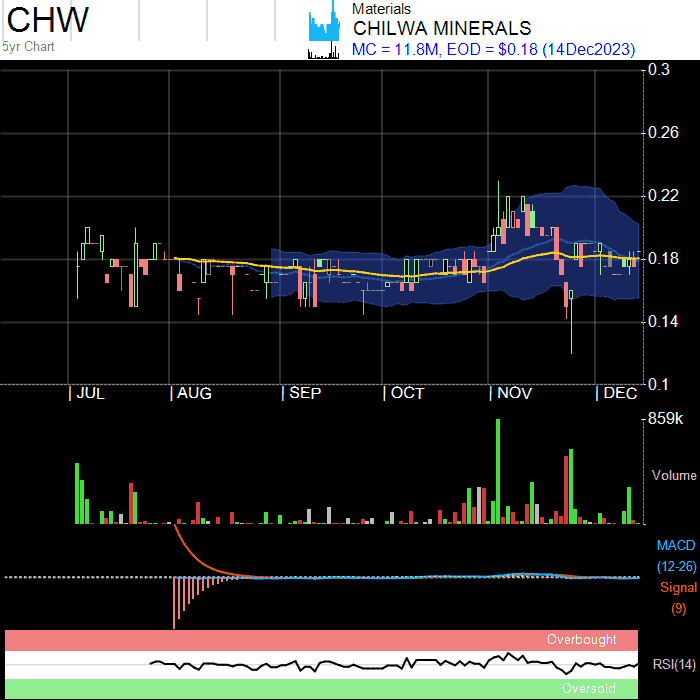 CHW
5yr Chart
Materials
CHILWA MINERALS
MC = 11.8M, EOD = $0.18 (14Dec2023)
0.3
0.26
0.22
0.18
0.14
0.1
JUL AUG SEP OCT NOV DEC
859k
Volume
MACD
(12-26)
Signal
(9)
Overbought
RSI(14)
Oversold